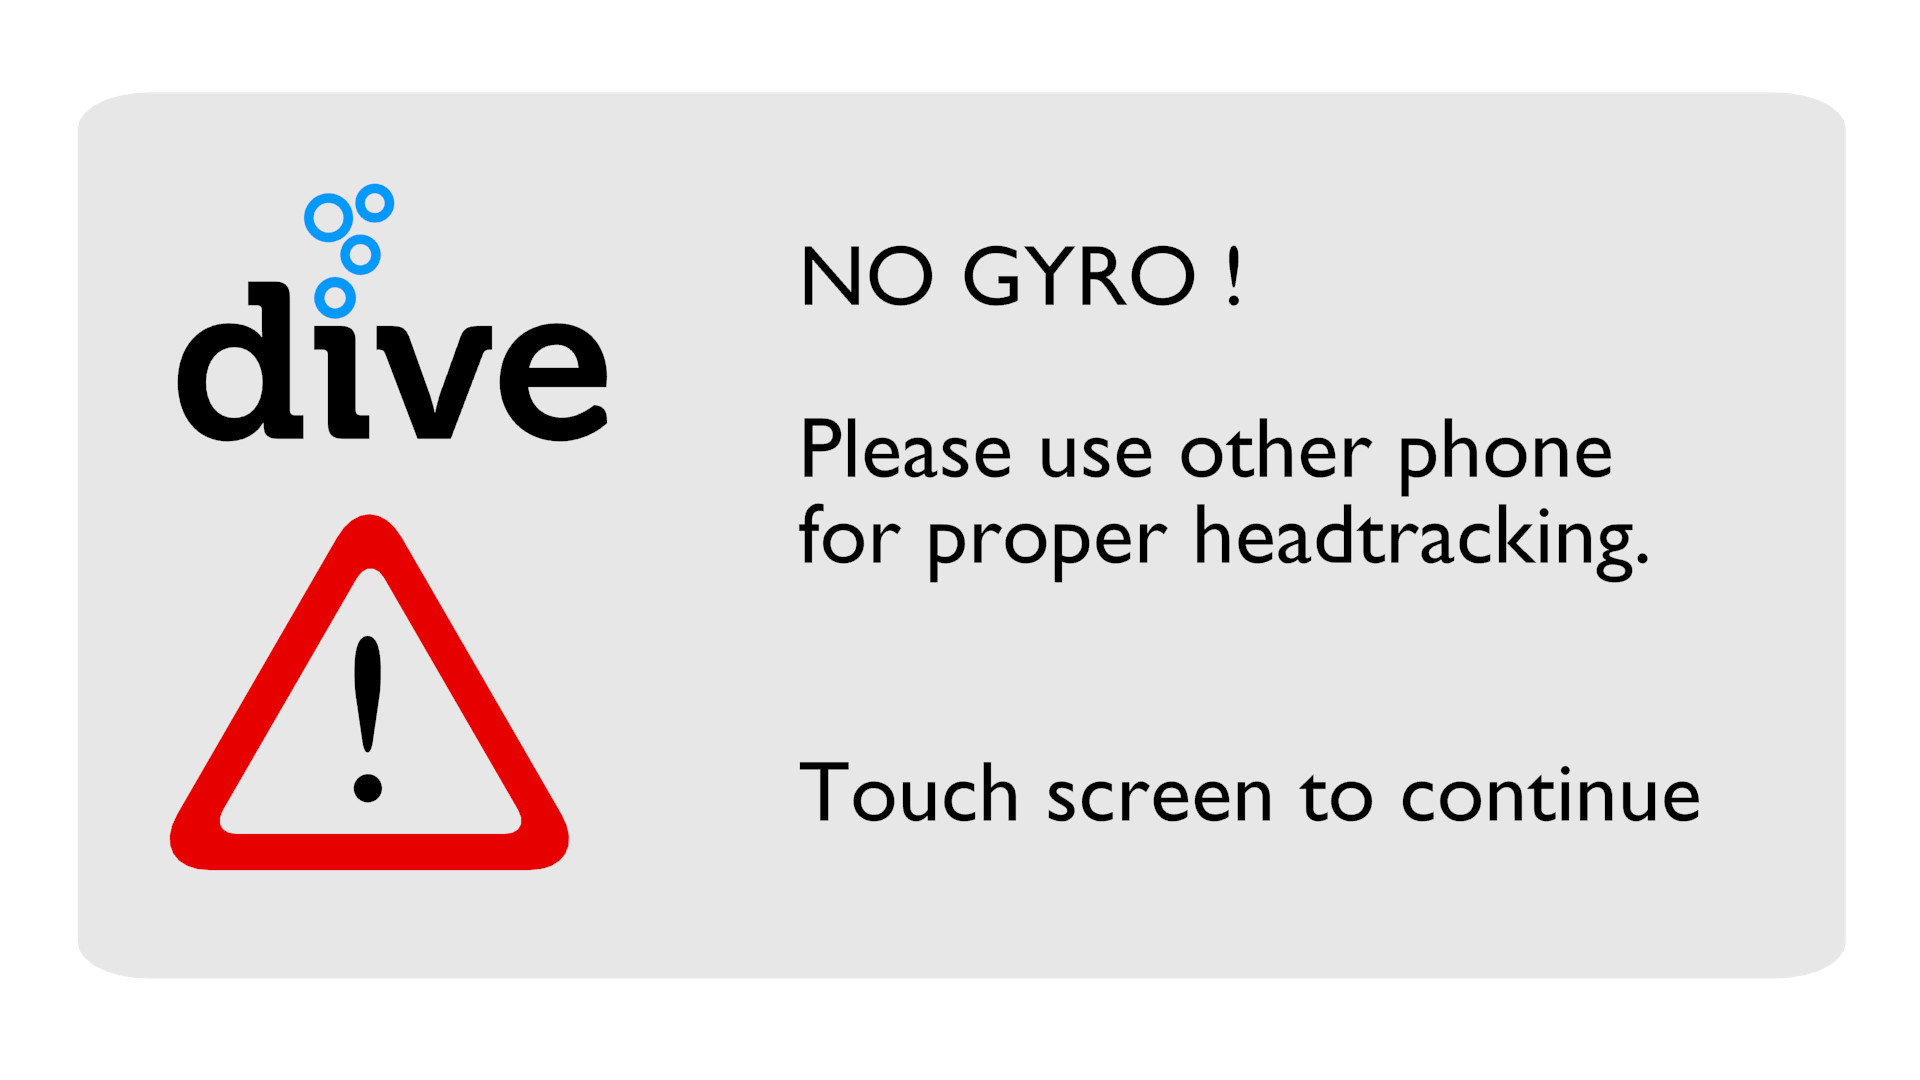 dive
NO GYRO !
Please use other phone
for proper headtracking.
!
Touch screen to continue